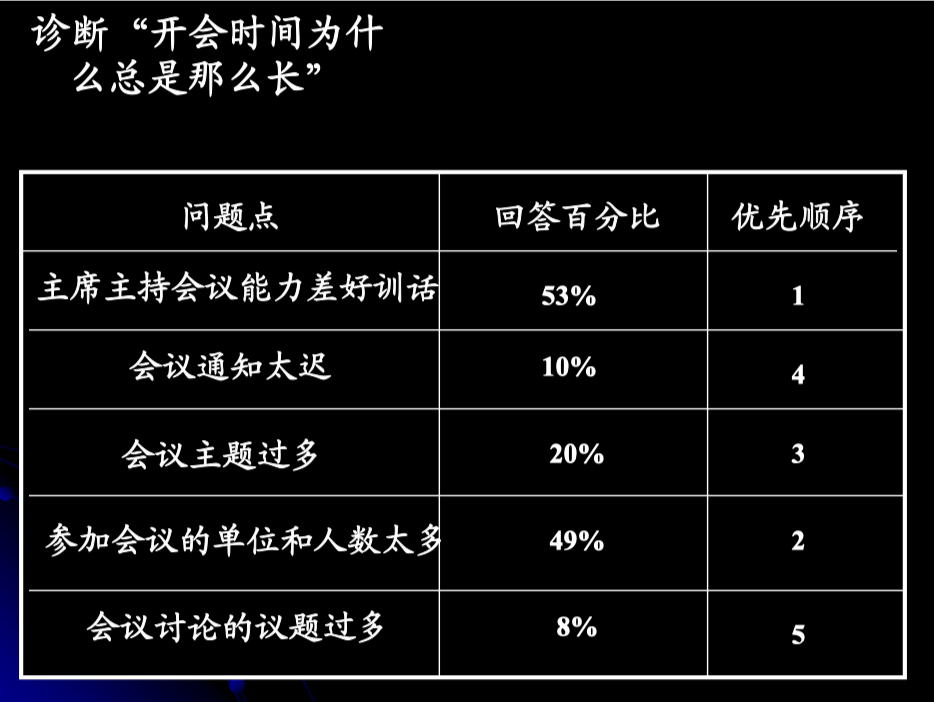 诊断“开会时间为什
么总是那么长”
问题点 回答百分比 优先顺序
主席主持会议能力差好训话 53% 1
会议通知太迟 10% 4
会议主题过多 20% 3
参加会议的单位和人数太多 49% 2
会议讨论的议题过多 8% 5